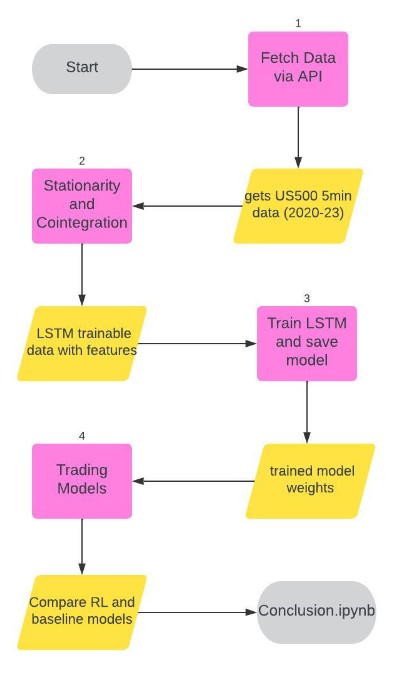 1
Start
Fetch Data
via API
2
Stationarity
and
Cointegration
gets US500 5min
data (2020-23)
LSTM trainable
data with features
3
Train LSTM
and save
model
4
Trading
Models
trained model
weights
Compare RL and
baseline models
Conclusion.ipynb